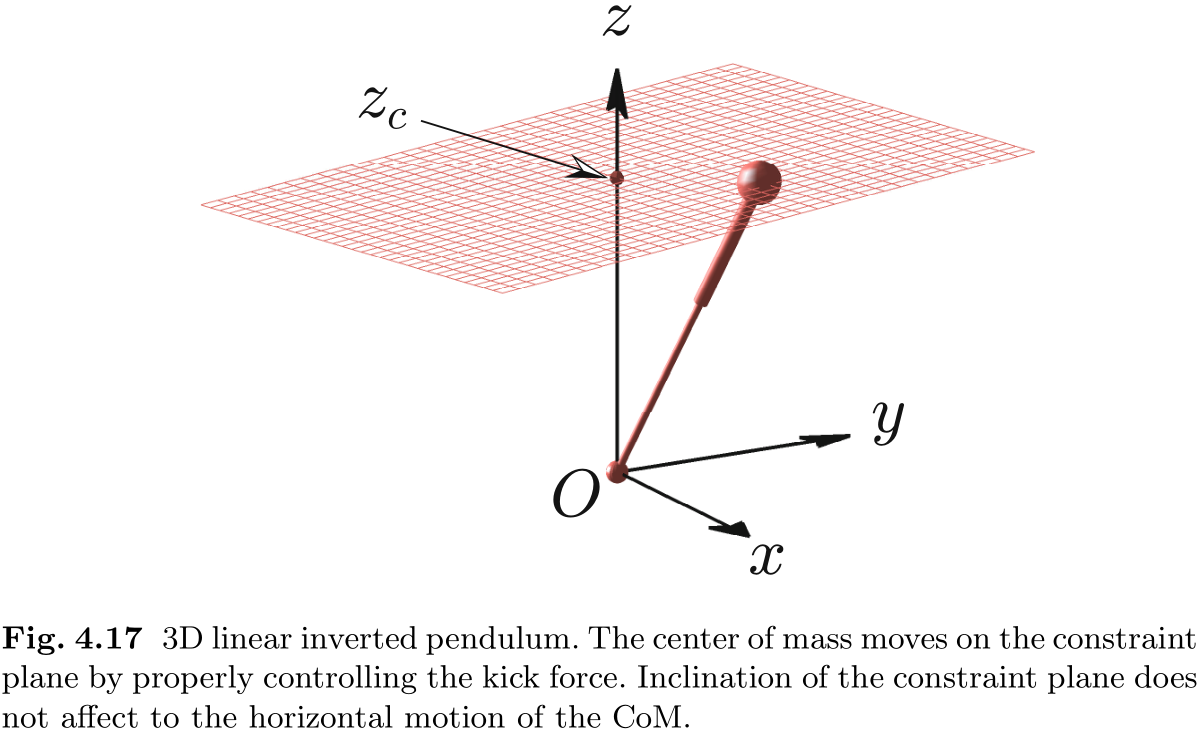 z
z_c
y
O
x
Fig. 4.17 3D linear inverted pendulum. The center of mass moves on the constraint
plane by properly controlling the kick force. Inclination of the constraint plane does
not affect to the horizontal motion of the CoM.